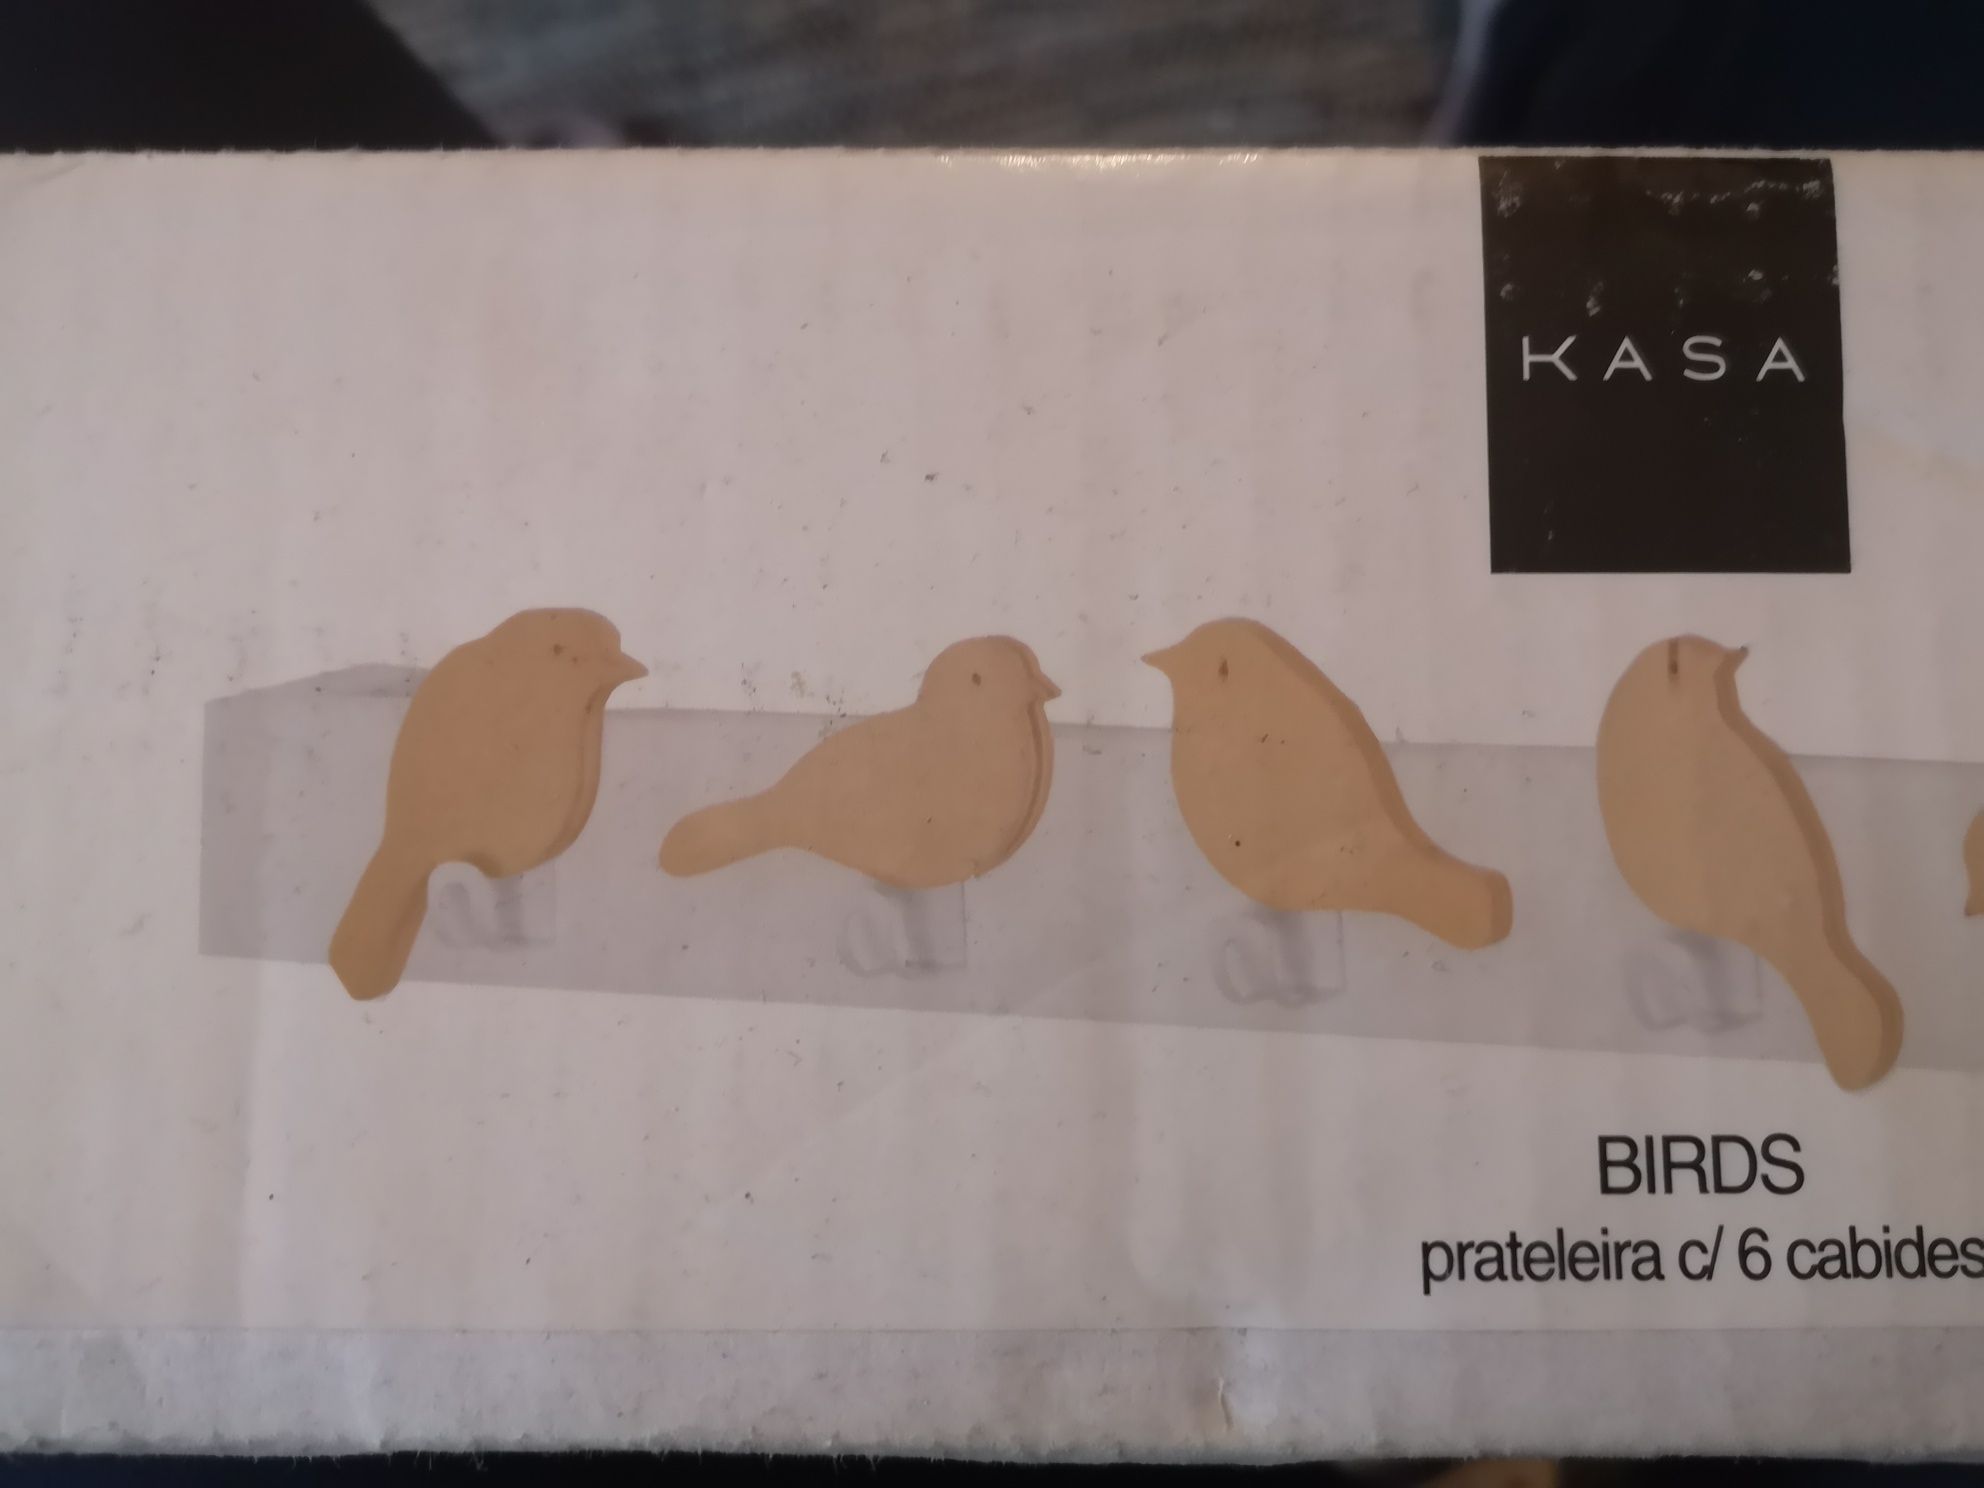 KASA
BIRDS
prateleira c/ 6 cabides